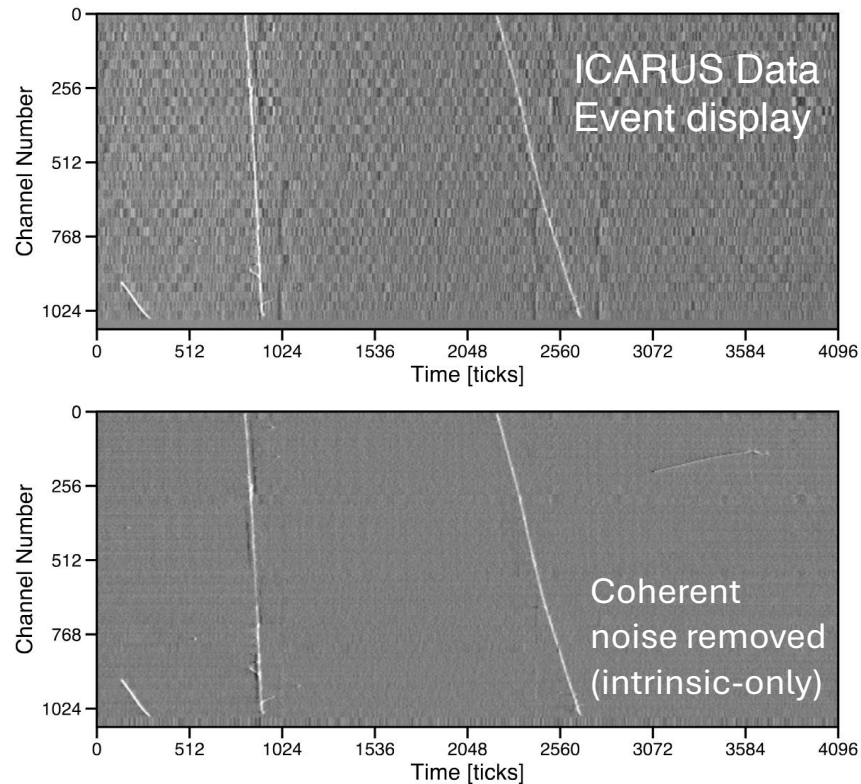 0
256
512
768
1024
Channel Number
ICARUS Data
Event display
0 512 1024 1536 2048 2560 3072 3584 4096
Time [ticks]
0
256
512
768
1024
Channel Number
Coherent
noise removed
(intrinsic-only)
0 512 1024 1536 2048 2560 3072 3584 4096
Time [ticks]